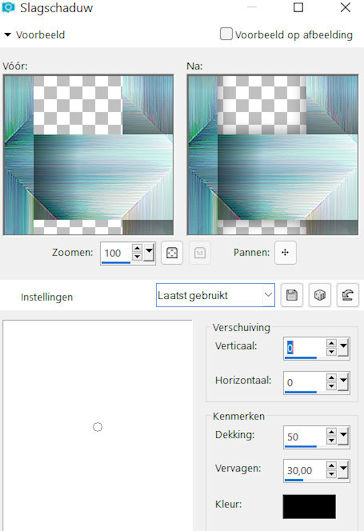 Slagschaduw
Voorbeeld
Voorbeeld op afbeelding
Vóór:
Na:
Zoomen: 100
Pannen:
Instellingen
Laatst gebruikt
Verschuiving
Verticaal: 0
Horizontaal: 0
Kenmerken
Dekking: 50
Vervagen: 30,00
Kleur: